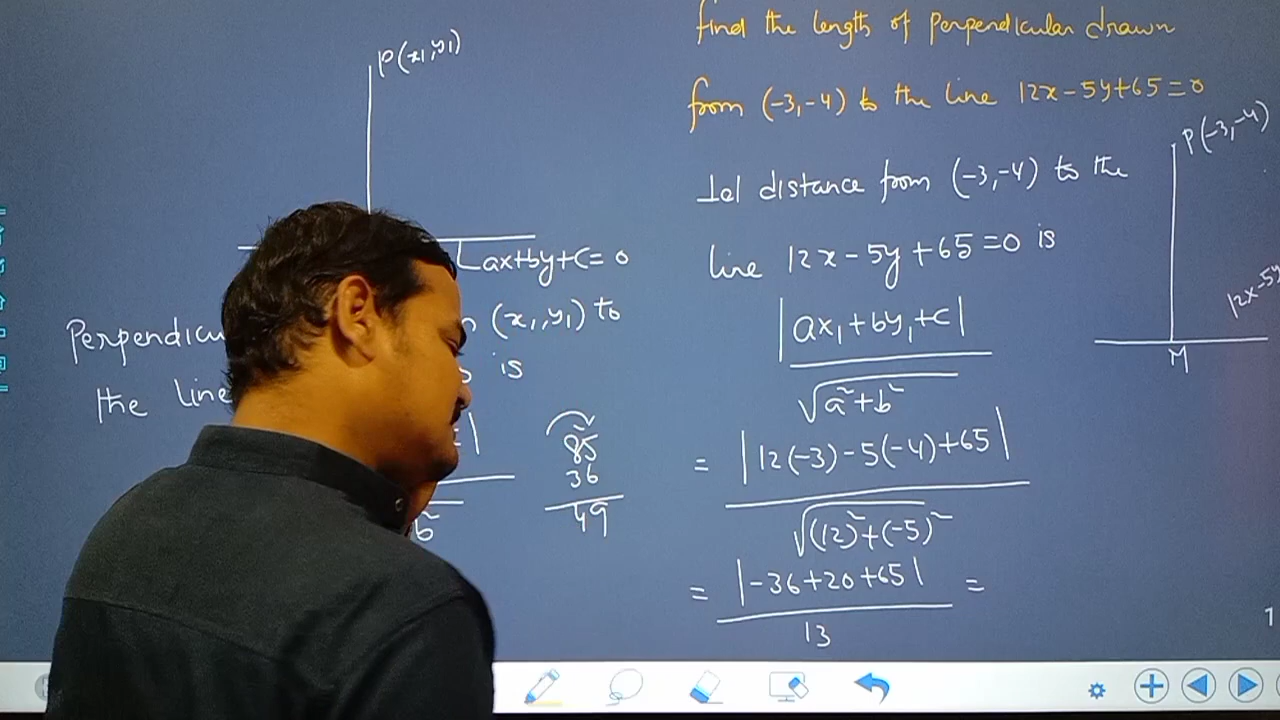 P(x₁,y₁)
ax+by+c=0
Perpendicu
(x₁,y₁) to
the line
is
85
36
49
find the length of perpendicular drawn
from (-3,-4) to the line 12x-5y+65=0
Let distance from (-3,-4) to the
line 12x-5y+65=0 is
|ax₁+by₁+c|
√a²+b²
= |12(-3)-5(-4)+65|
√(12)²+(-5)²
= |-36+20+65| =
13
P(-3,-4)
12x-5y
M